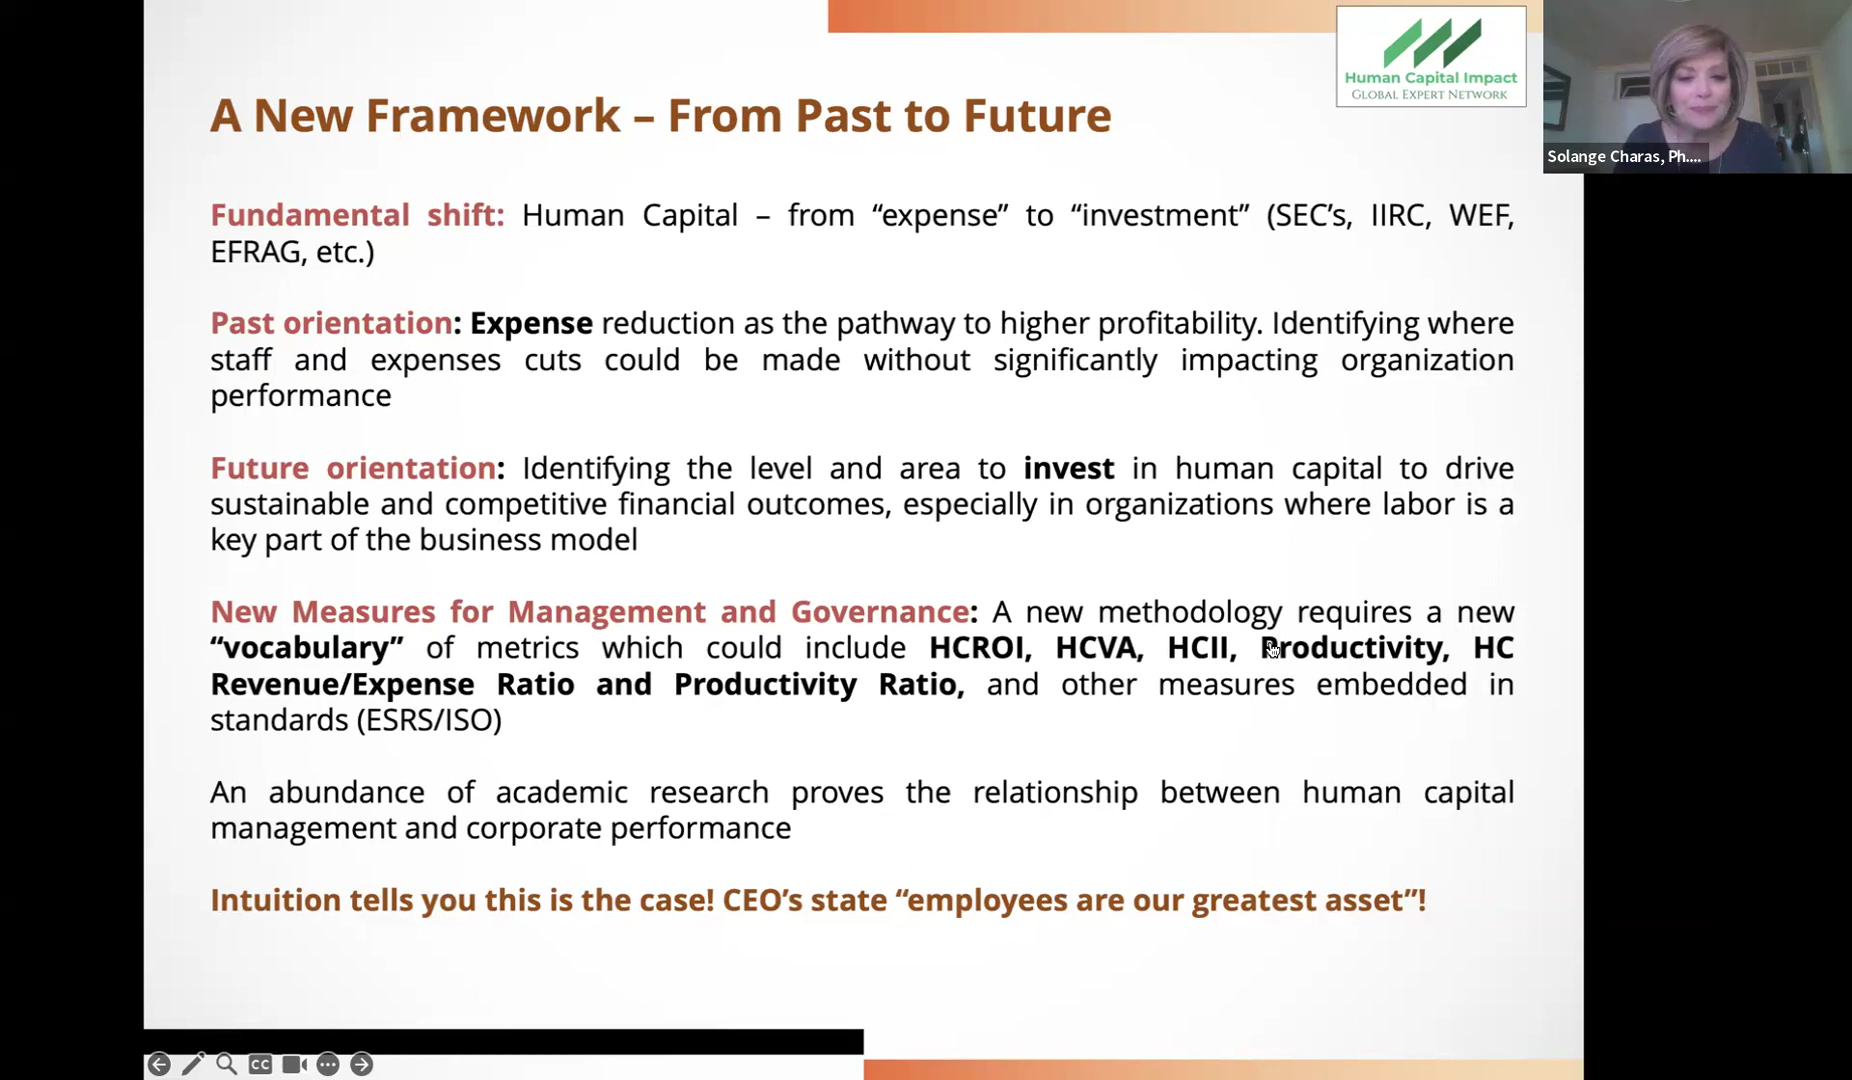 Human Capital Impact
GLOBAL EXPERT NETWORK
Solange Charas, Ph....
A New Framework – From Past to Future
Fundamental shift: Human Capital – from “expense” to “investment” (SEC’s, IIRC, WEF,
EFRAG, etc.)
Past orientation: Expense reduction as the pathway to higher profitability. Identifying where
staff and expenses cuts could be made without significantly impacting organization
performance
Future orientation: Identifying the level and area to invest in human capital to drive
sustainable and competitive financial outcomes, especially in organizations where labor is a
key part of the business model
New Measures for Management and Governance: A new methodology requires a new
“vocabulary” of metrics which could include HCROI, HCVA, HCII, Productivity, HC
Revenue/Expense Ratio and Productivity Ratio, and other measures embedded in
standards (ESRS/ISO)
An abundance of academic research proves the relationship between human capital
management and corporate performance
Intuition tells you this is the case! CEO’s state “employees are our greatest asset”!
CC